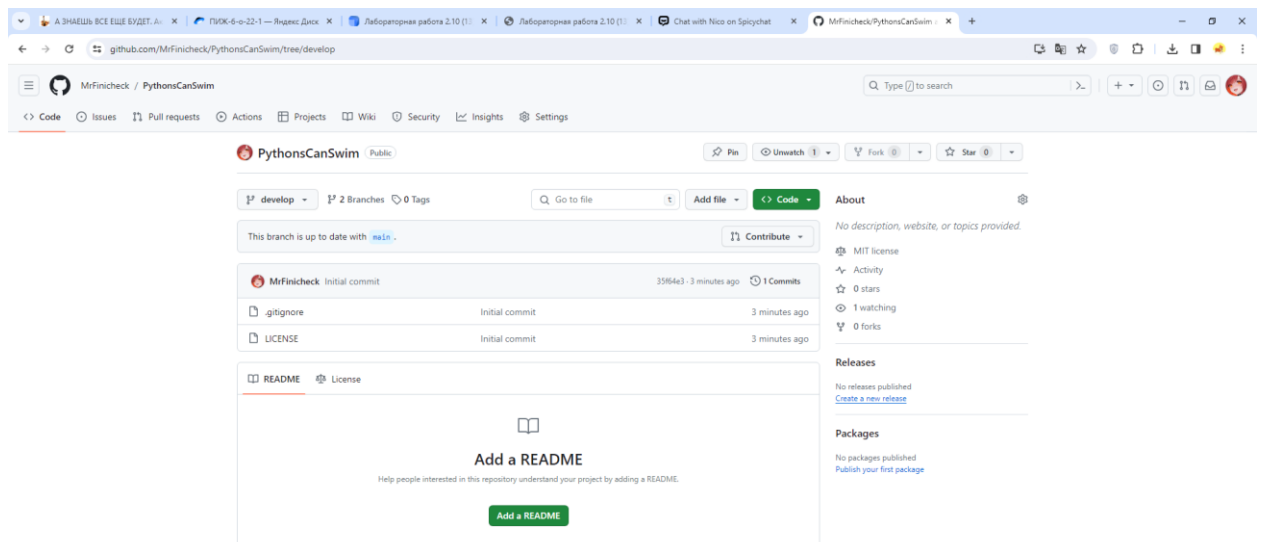 А ЗНАЕШЬ ВСЕ ЕЩЕ БУДЕТ. Ал
ПИЖ-б-о-22-1 — Яндекс Диск
Лабораторная работа 2.10 (1
Лабораторная работа 2.10 (1
Chat with Nico on Spicychat
MrFinicheck/PythonsCanSwim
github.com/MrFinicheck/PythonsCanSwim/tree/develop
MrFinicheck / PythonsCanSwim
Type / to search
Code Issues Pull requests Actions Projects Wiki Security Insights Settings
PythonsCanSwim Public
Pin Unwatch 1 Fork 0 Star 0
develop 2 Branches 0 Tags Go to file t Add file Code
About
No description, website, or topics provided.
This branch is up to date with main. Contribute
MIT license
Activity
0 stars
1 watching
0 forks
MrFinicheck Initial commit 35f64e3 · 3 minutes ago 1 Commits
.gitignore Initial commit 3 minutes ago
LICENSE Initial commit 3 minutes ago
README License
Add a README
Help people interested in this repository understand your project by adding a README.
Add a README
Releases
No releases published
Create a new release
Packages
No packages published
Publish your first package